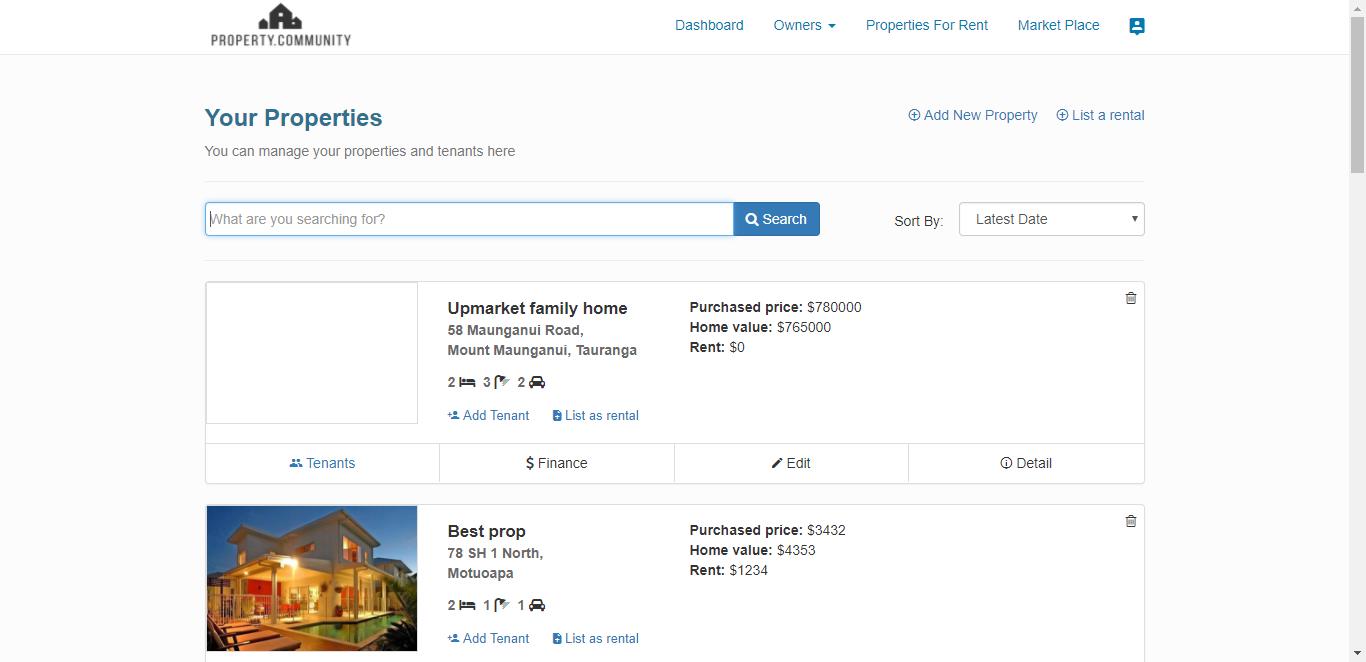 PROPERTY.COMMUNITY
Dashboard Owners Properties For Rent Market Place
Your Properties
Add New Property List a rental
You can manage your properties and tenants here
What are you searching for? Search Sort By: Latest Date
Upmarket family home
58 Maunganui Road,
Mount Maunganui, Tauranga
2 3 2
Add Tenant List as rental
Purchased price: $780000
Home value: $765000
Rent: $0
Tenants $ Finance Edit Detail
Best prop
78 SH 1 North,
Motuoapa
2 1 1
Add Tenant List as rental
Purchased price: $3432
Home value: $4353
Rent: $1234